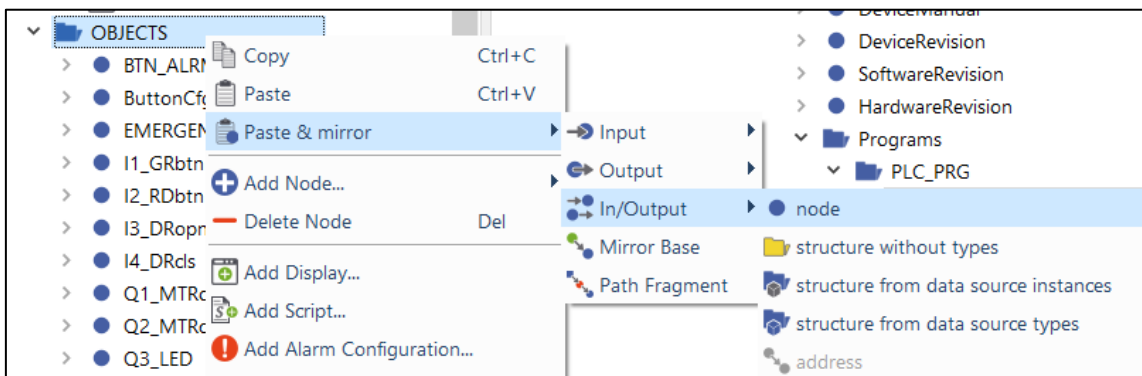 OBJECTS
BTN_ALRM
ButtonCfg
EMERGEN
I1_GRbtn
I2_RDbtn
I3_DRopn
I4_DRcls
Q1_MTRc
Q2_MTRc
Q3_LED
Copy Ctrl+C
Paste Ctrl+V
Paste & mirror
Add Node...
Delete Node Del
Add Display...
Add Script...
Add Alarm Configuration...
Input
Output
In/Output
Mirror Base
Path Fragment
DeviceManual
DeviceRevision
SoftwareRevision
HardwareRevision
Programs
PLC_PRG
node
structure without types
structure from data source instances
structure from data source types
address